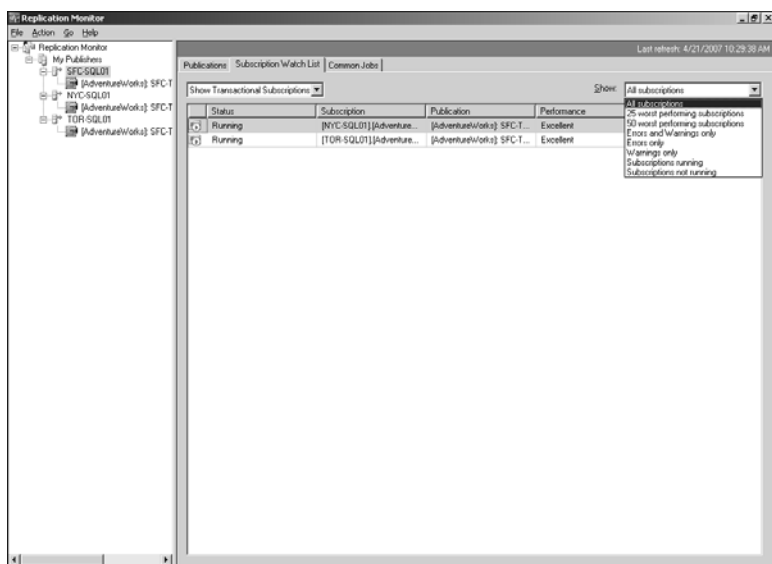 Replication Monitor
File Action Go Help
Replication Monitor
My Publishers
SFC-SQL01
[AdventureWorks]: SFC-T
NYC-SQL01
[AdventureWorks]: SFC-T
TOR-SQL01
[AdventureWorks]: SFC-T
Last refresh: 4/21/2007 10:29:38 AM
Publications Subscription Watch List Common Jobs
Show Transactional Subscriptions Show: All subscriptions
Status Subscription Publication Performance
Running [NYC-SQL01].[Adventure... [AdventureWorks]: SFC-T... Excellent
Running [TOR-SQL01].[Adventure... [AdventureWorks]: SFC-T... Excellent
All subscriptions
25 worst performing subscriptions
50 worst performing subscriptions
Errors and Warnings only
Errors only
Warnings only
Subscriptions running
Subscriptions not running